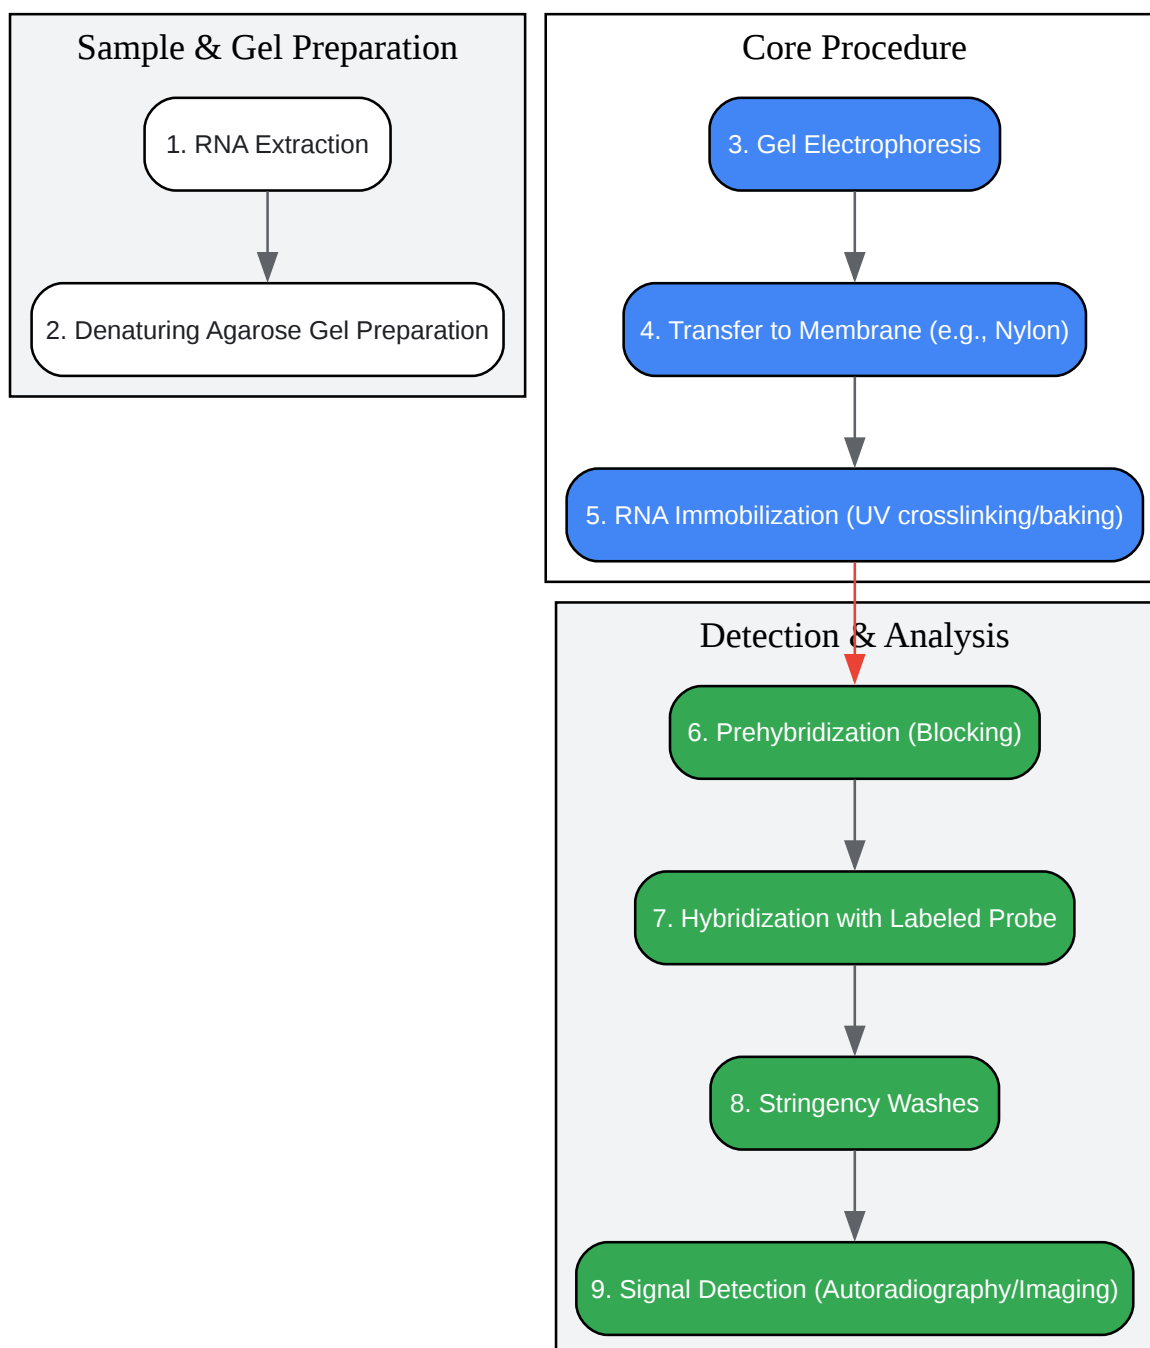 Sample & Gel Preparation
1. RNA Extraction
2. Denaturing Agarose Gel Preparation
Core Procedure
3. Gel Electrophoresis
4. Transfer to Membrane (e.g., Nylon)
5. RNA Immobilization (UV crosslinking/baking)
Detection & Analysis
6. Prehybridization (Blocking)
7. Hybridization with Labeled Probe
8. Stringency Washes
9. Signal Detection (Autoradiography/Imaging)